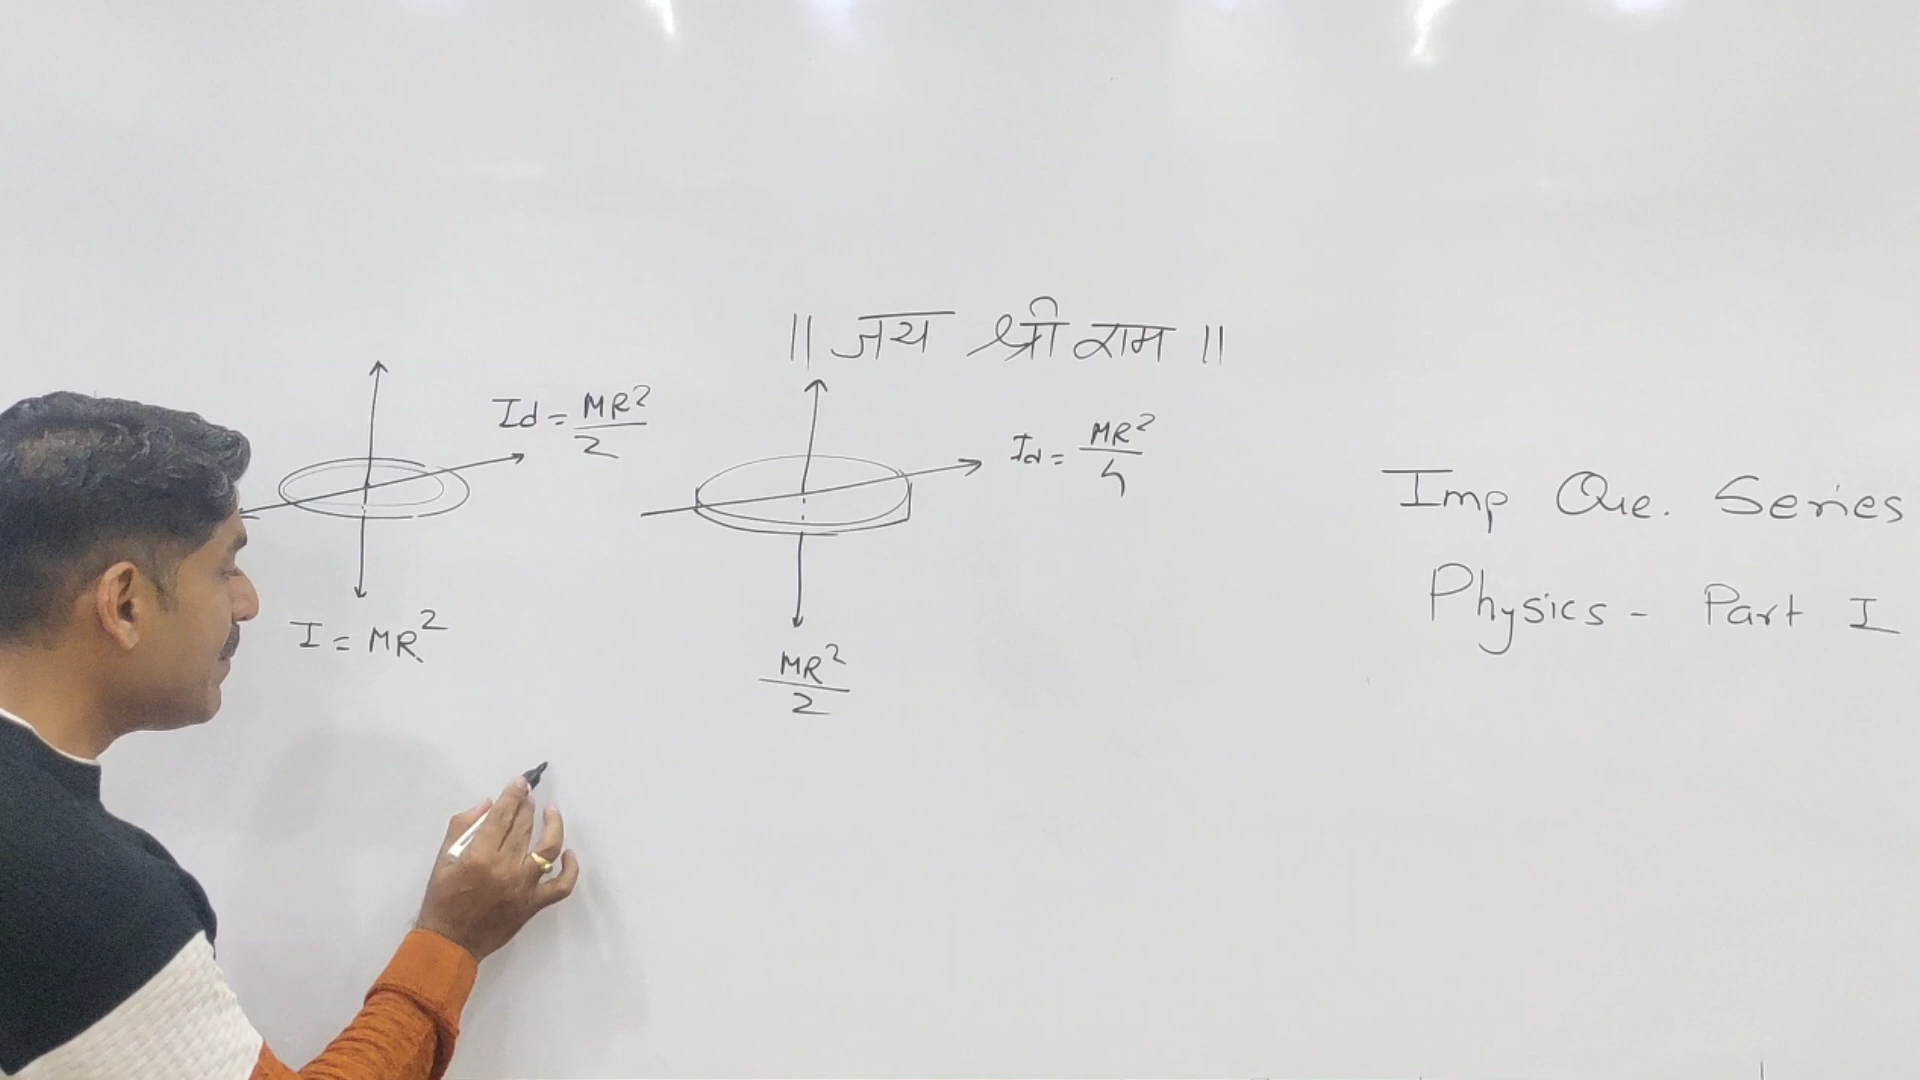 || जय श्री राम ||
Id = MR²/2
Id = MR²/4
I = MR²
MR²/2
Imp Que. Series
Physics - Part I